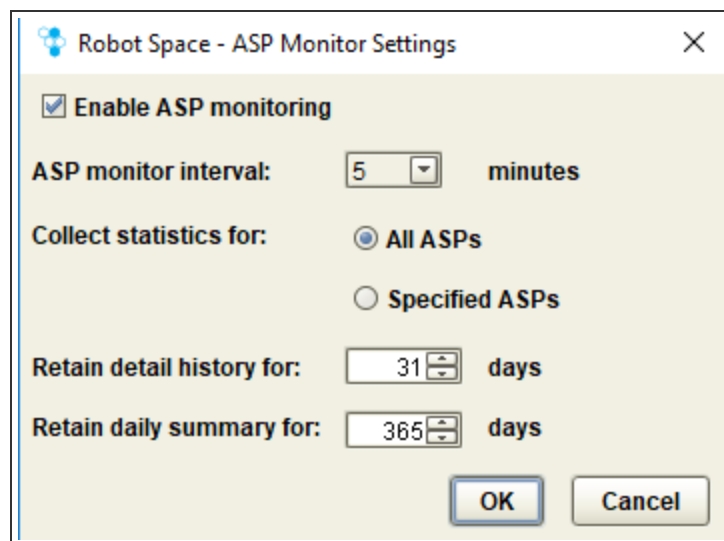 Robot Space - ASP Monitor Settings
Enable ASP monitoring
ASP monitor interval: 5 minutes
Collect statistics for: All ASPs
Specified ASPs
Retain detail history for: 31 days
Retain daily summary for: 365 days
OK Cancel